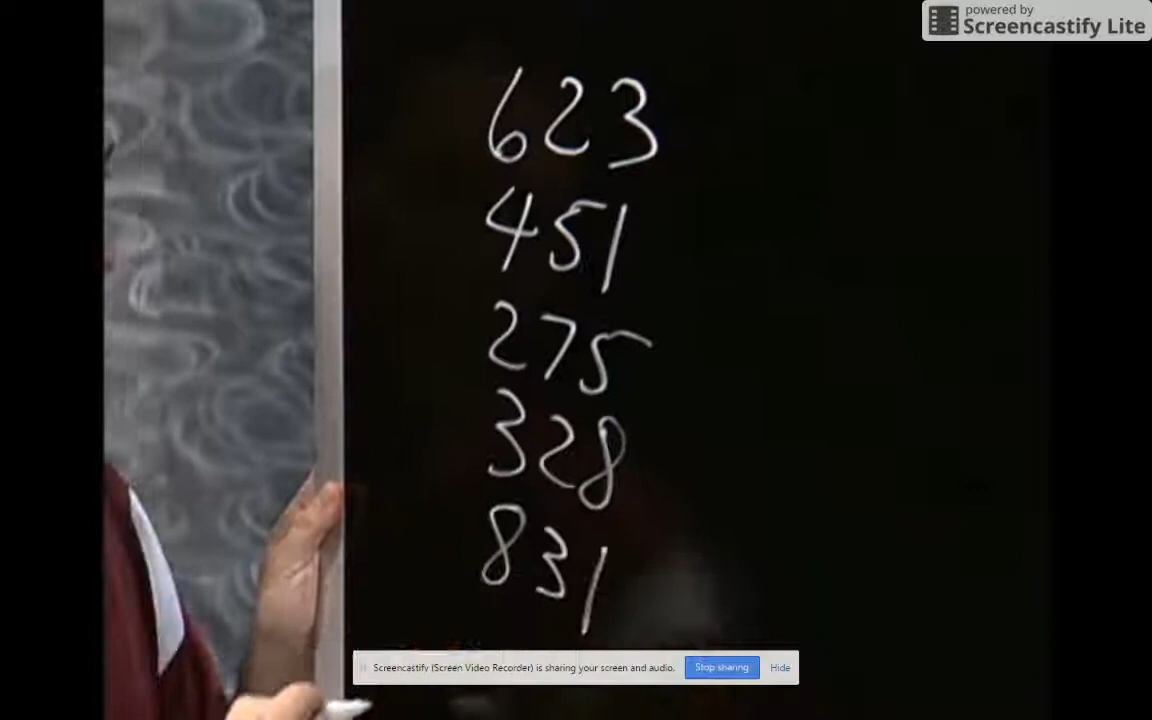 powered by
Screencastify Lite
623
451
275
328
831
Screencastify (Screen Video Recorder) is sharing your screen and audio. Stop sharing Hide